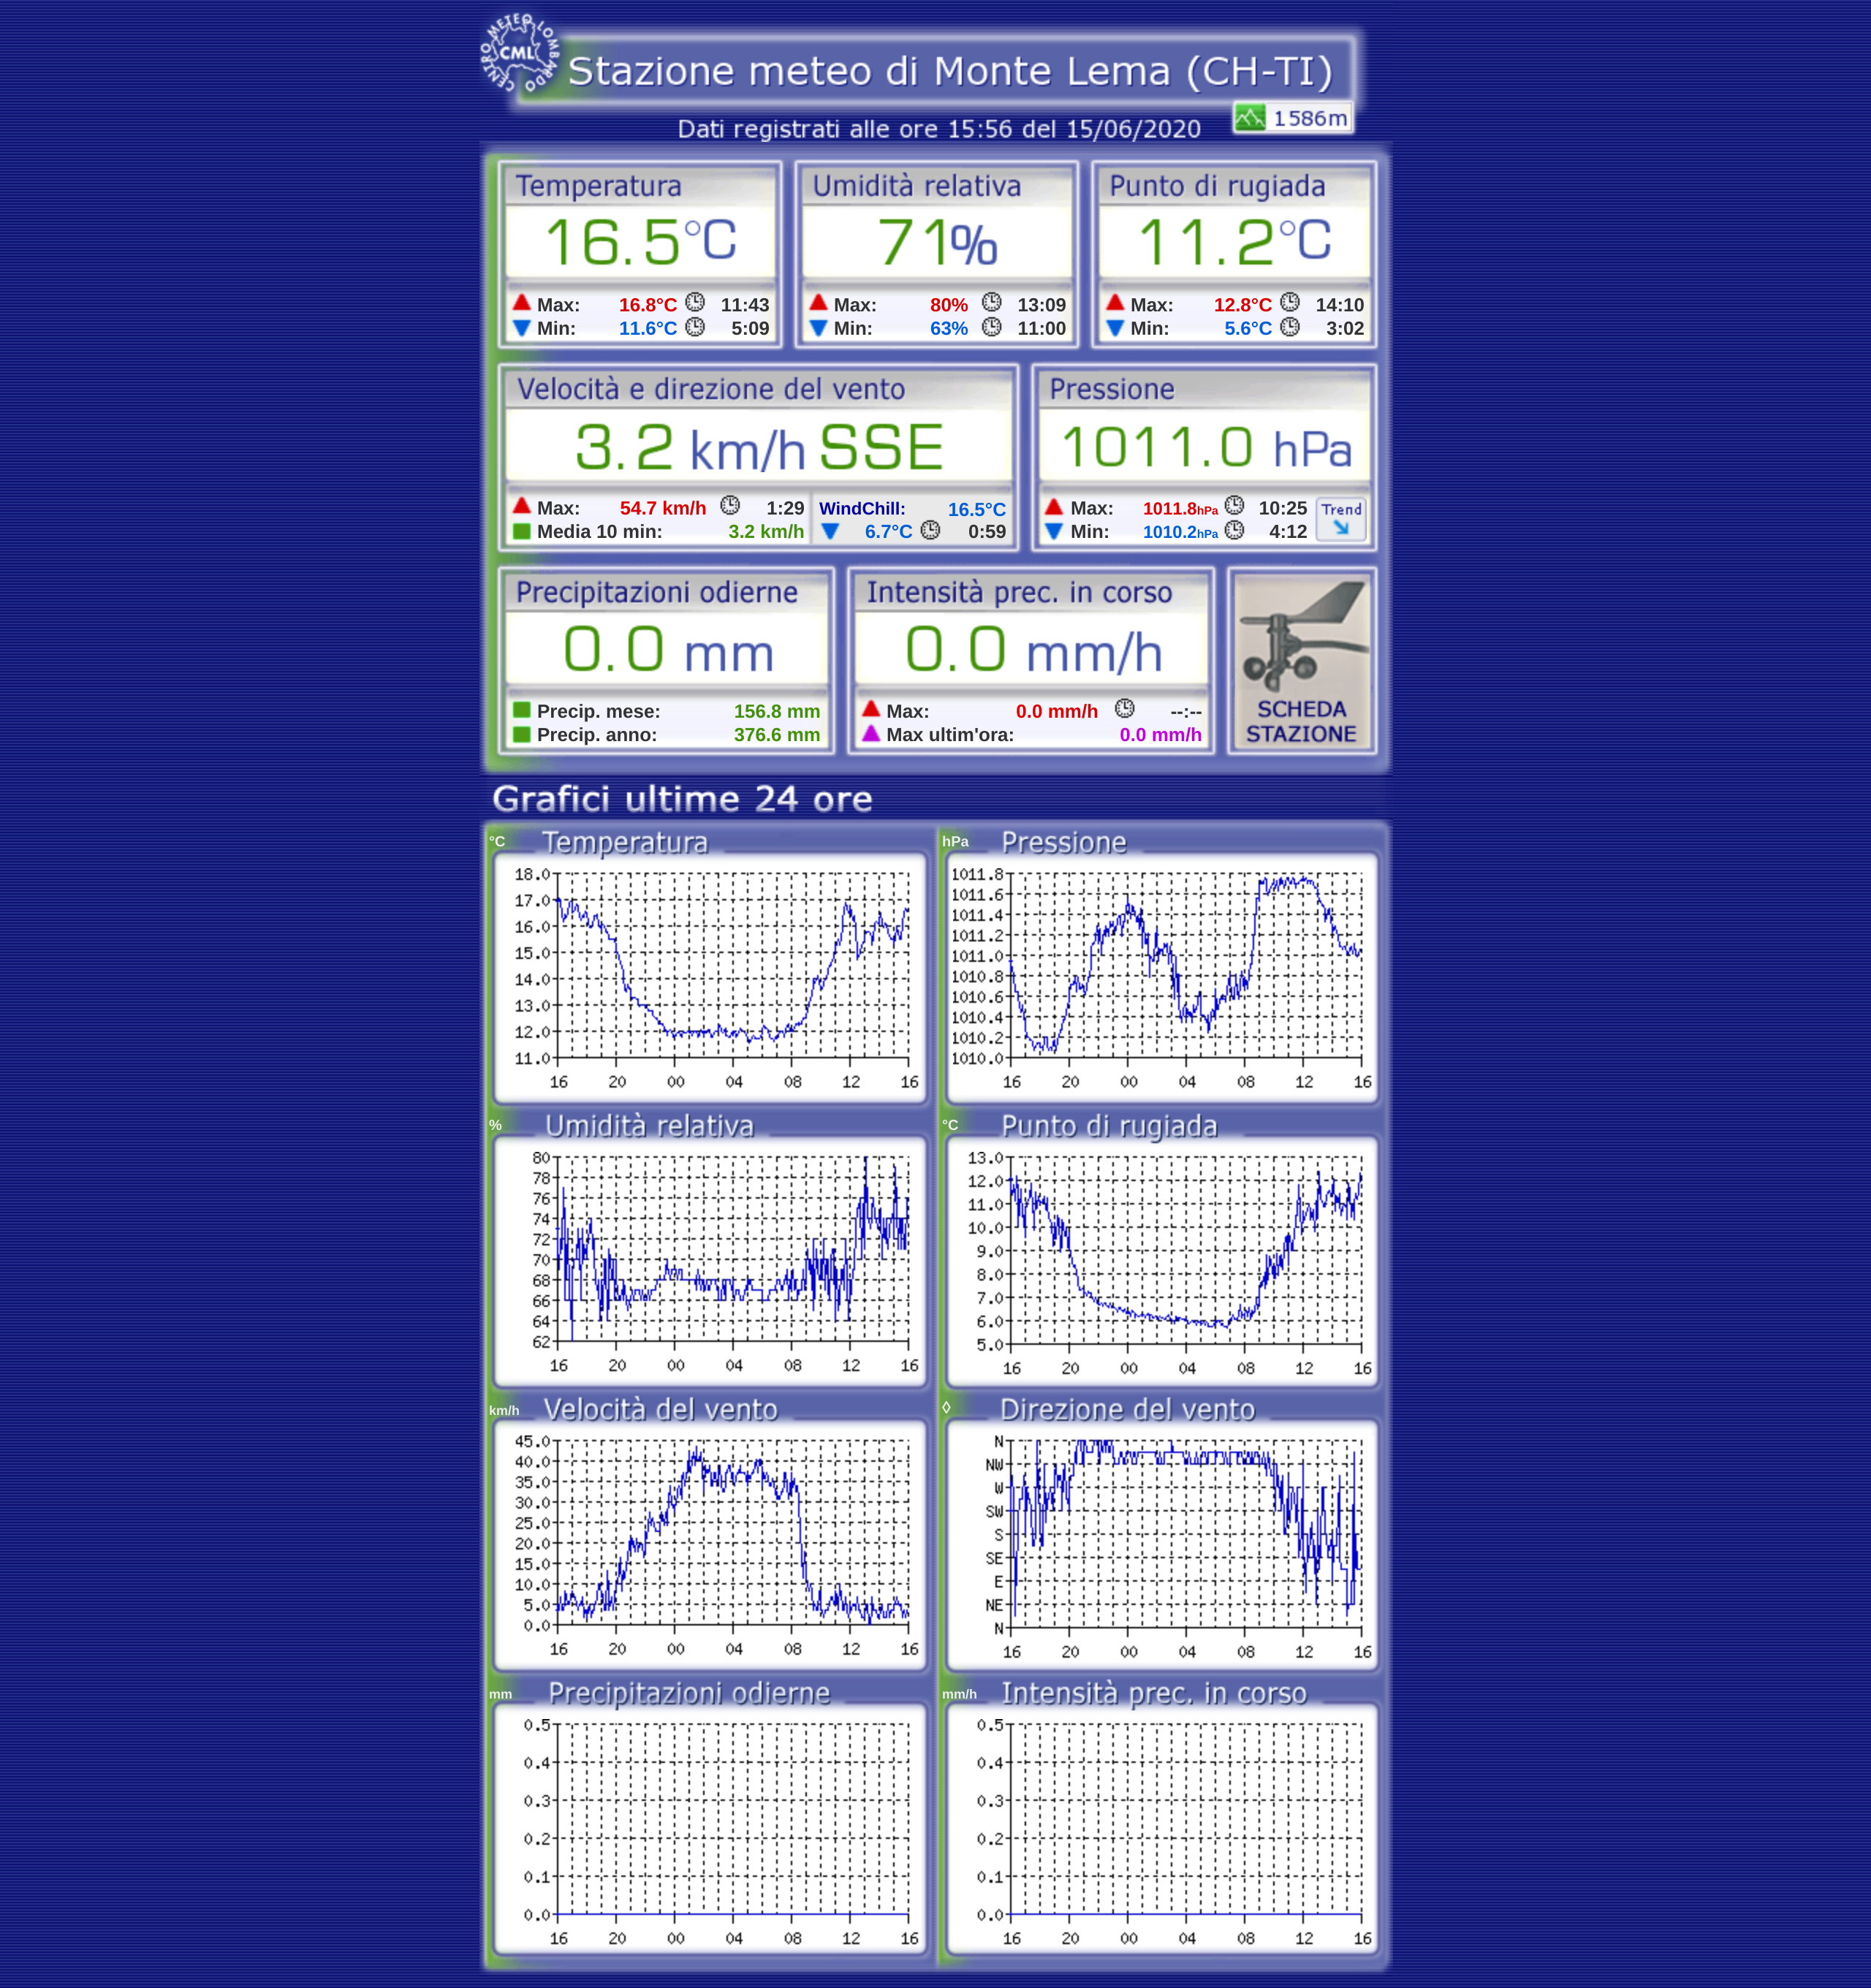 CENTRO METEO LOMBARDO
CML
Stazione meteo di Monte Lema (CH-TI)
1586m
Dati registrati alle ore 15:56 del 15/06/2020
Temperatura Umidità relativa Punto di rugiada
16.5°C 71% 11.2°C
Max: 16.8°C 11:43 Max: 80% 13:09 Max: 12.8°C 14:10
Min: 11.6°C 5:09 Min: 63% 11:00 Min: 5.6°C 3:02
Velocità e direzione del vento Pressione
3.2 km/h SSE 1011.0 hPa
Max: 54.7 km/h 1:29 WindChill: 16.5°C Max: 1011.8hPa 10:25 Trend
Media 10 min: 3.2 km/h 6.7°C 0:59 Min: 1010.2hPa 4:12
Precipitazioni odierne Intensità prec. in corso
0.0 mm 0.0 mm/h
Precip. mese: 156.8 mm Max: 0.0 mm/h --:-- SCHEDA
Precip. anno: 376.6 mm Max ultim'ora: 0.0 mm/h STAZIONE
Grafici ultime 24 ore
°C Temperatura
18.0
17.0
16.0
15.0
14.0
13.0
12.0
11.0
16 20 00 04 08 12 16
hPa Pressione
1011.8
1011.6
1011.4
1011.2
1011.0
1010.8
1010.6
1010.4
1010.2
1010.0
16 20 00 04 08 12 16
% Umidità relativa
80
78
76
74
72
70
68
66
64
62
16 20 00 04 08 12 16
°C Punto di rugiada
13.0
12.0
11.0
10.0
9.0
8.0
7.0
6.0
5.0
16 20 00 04 08 12 16
km/h Velocità del vento
45.0
40.0
35.0
30.0
25.0
20.0
15.0
10.0
5.0
0.0
16 20 00 04 08 12 16
◊ Direzione del vento
N
NW
W
SW
S
SE
E
NE
N
16 20 00 04 08 12 16
mm Precipitazioni odierne
0.5
0.4
0.3
0.2
0.1
0.0
16 20 00 04 08 12 16
mm/h Intensità prec. in corso
0.5
0.4
0.3
0.2
0.1
0.0
16 20 00 04 08 12 16